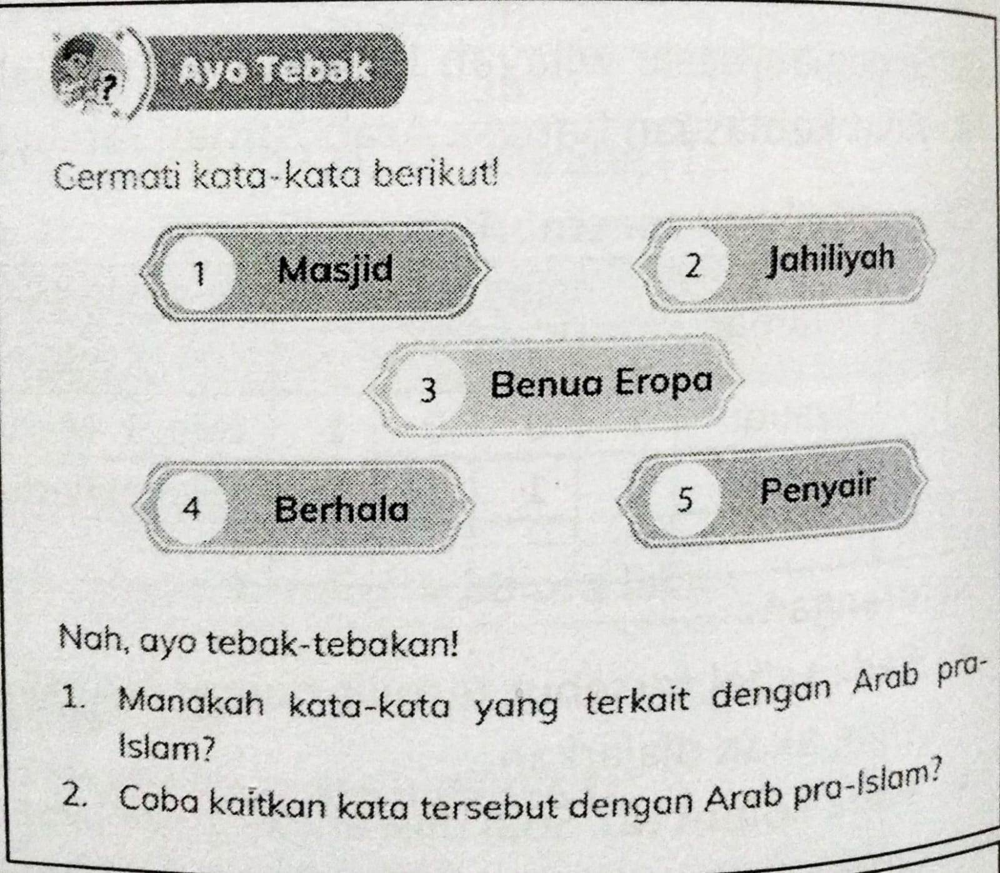 Ayo Tebak
?
Cermati kata-kata berikut!
1 Masjid
2 Jahiliyah
3 Benua Eropa
4 Berhala
5 Penyair
Nah, ayo tebak-tebakan!
1. Manakah kata-kata yang terkait dengan Arab pra-
Islam?
2. Coba kaitkan kata tersebut dengan Arab pra-Islam?